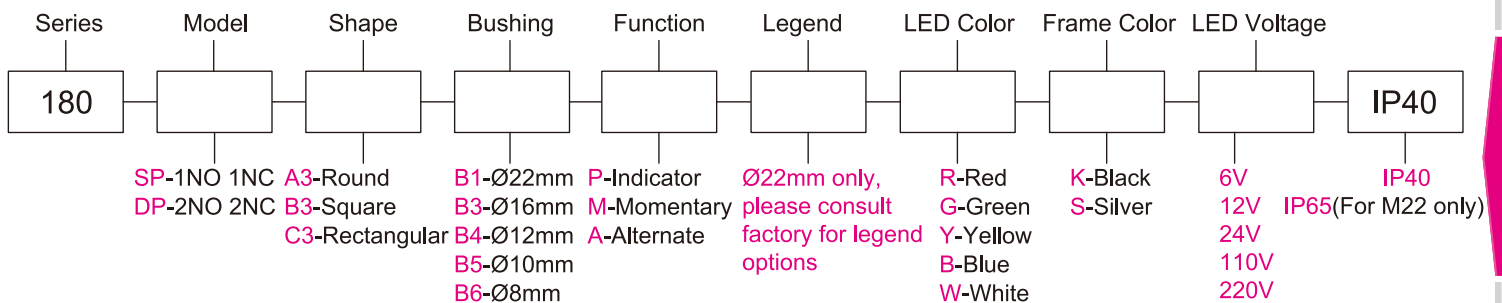 Series Model Shape Bushing Function Legend LED Color Frame Color LED Voltage
180 IP40
SP-1NO 1NC A3-Round B1-Ø22mm P-Indicator Ø22mm only, R-Red K-Black 6V IP40
DP-2NO 2NC B3-Square B3-Ø16mm M-Momentary please consult G-Green S-Silver 12V IP65(For M22 only)
C3-Rectangular B4-Ø12mm A-Alternate factory for legend Y-Yellow 24V
B5-Ø10mm options B-Blue 110V
B6-Ø8mm W-White 220V